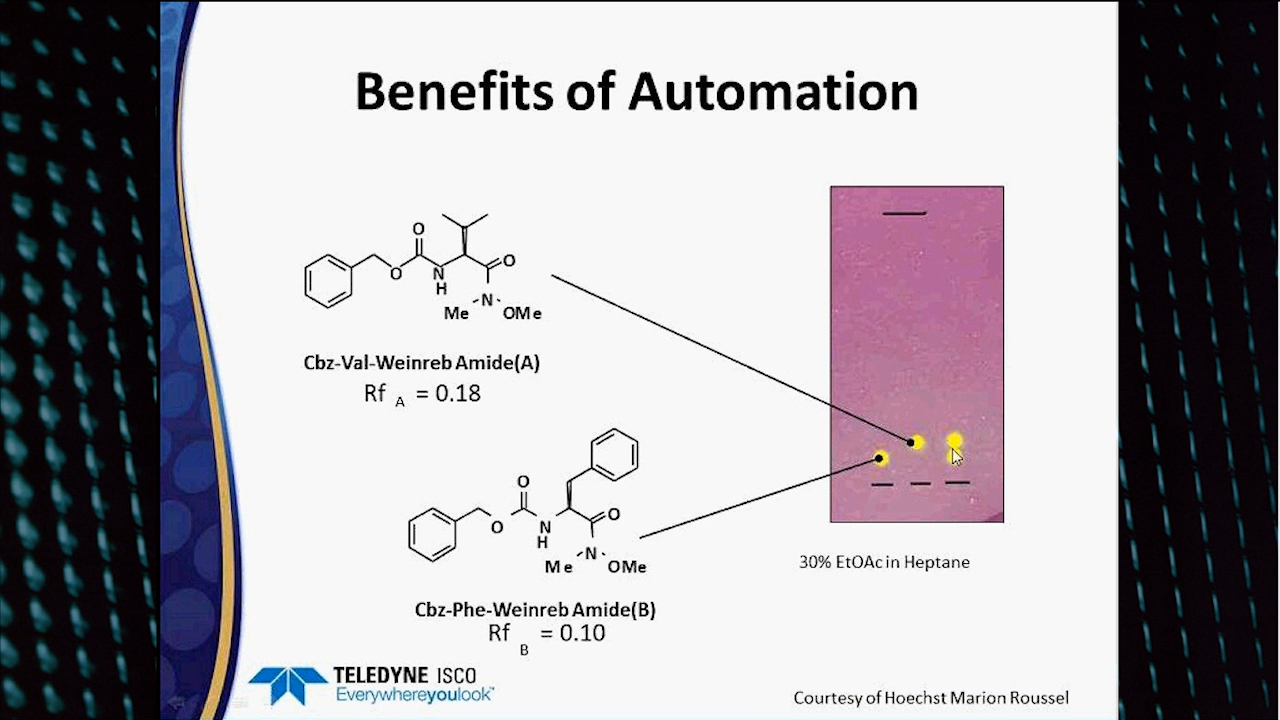 Benefits of Automation
O
O
N
H
O
N
Me
OMe
Cbz-Val-Weinreb Amide(A)
Rf A = 0.18
O
O
N
H
O
N
Me
OMe
Cbz-Phe-Weinreb Amide(B)
Rf B = 0.10
30% EtOAc in Heptane
TELEDYNE ISCO
Everywhereyoulook™
Courtesy of Hoechst Marion Roussel